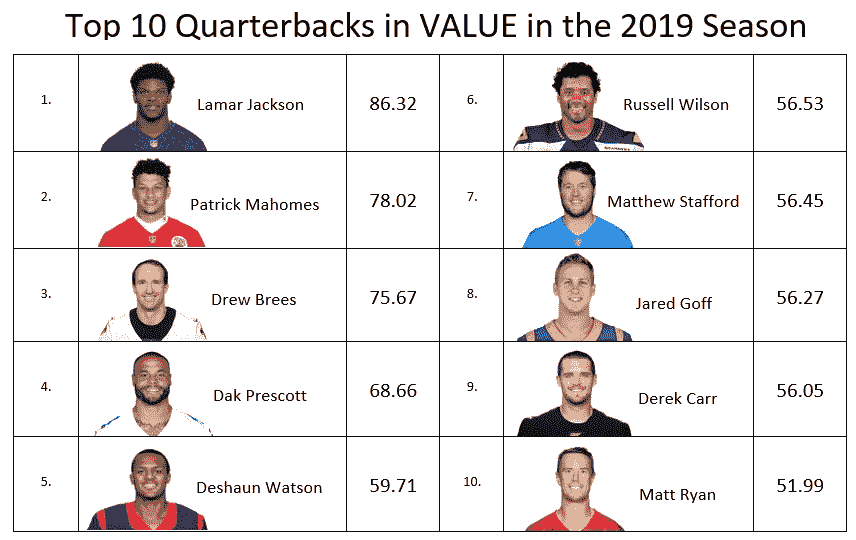 Top 10 Quarterbacks in VALUE in the 2019 Season
1. Lamar Jackson 86.32 6. Russell Wilson 56.53
2. Patrick Mahomes 78.02 7. Matthew Stafford 56.45
3. Drew Brees 75.67 8. Jared Goff 56.27
4. Dak Prescott 68.66 9. Derek Carr 56.05
5. Deshaun Watson 59.71 10. Matt Ryan 51.99